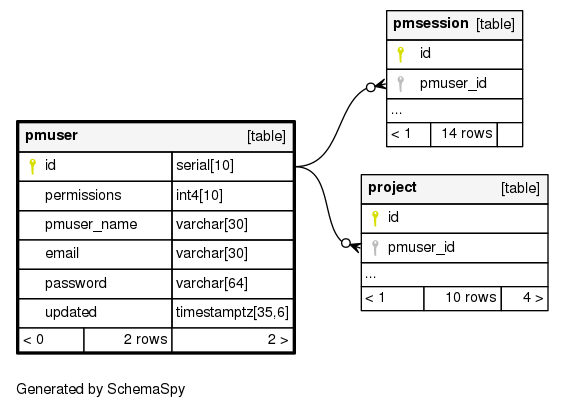 pmsession [table]
id
pmuser_id
...
< 1 14 rows
pmuser [table]
id serial[10]
permissions int4[10]
pmuser_name varchar[30]
email varchar[30]
password varchar[64]
updated timestamptz[35,6]
< 0 2 rows 2 >
project [table]
id
pmuser_id
...
< 1 10 rows 4 >
Generated by SchemaSpy